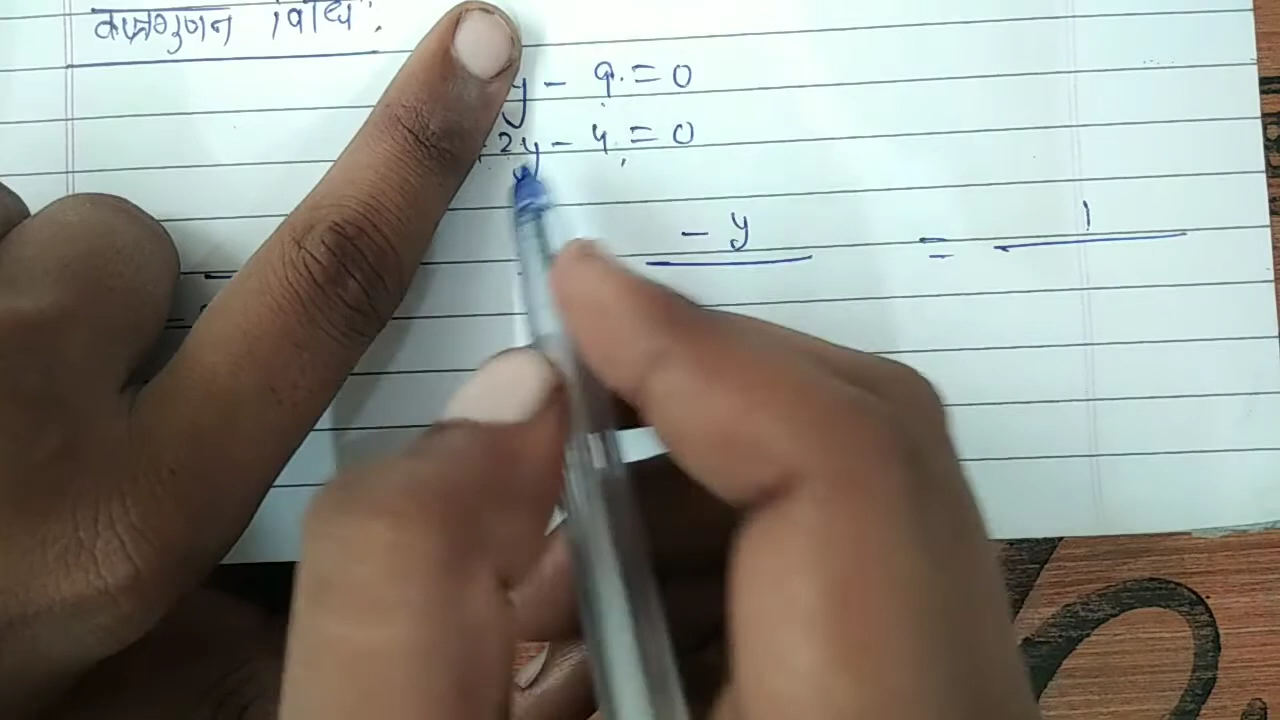 वज्रगुणन विधि :
y - 9 = 0
2y - 4 = 0
- y = 1